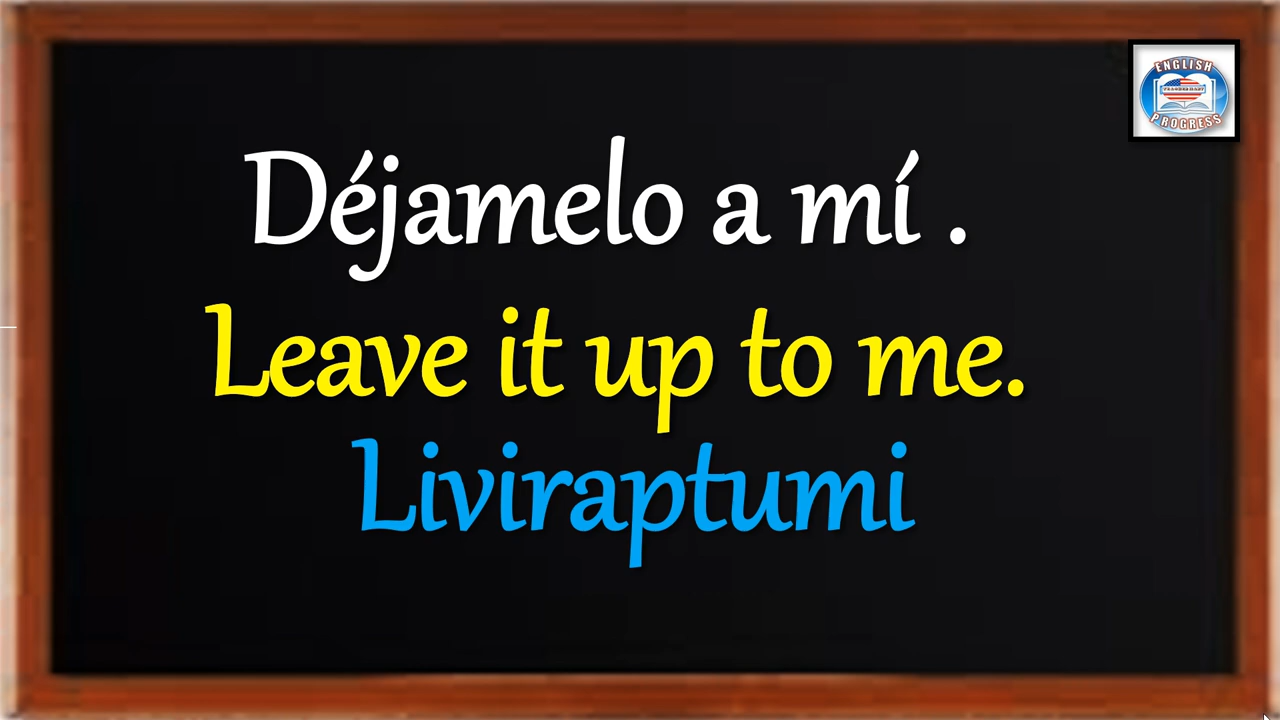 ENGLISH
PROGRESS
Déjamelo a mí .
Leave it up to me.
Liviraptumi